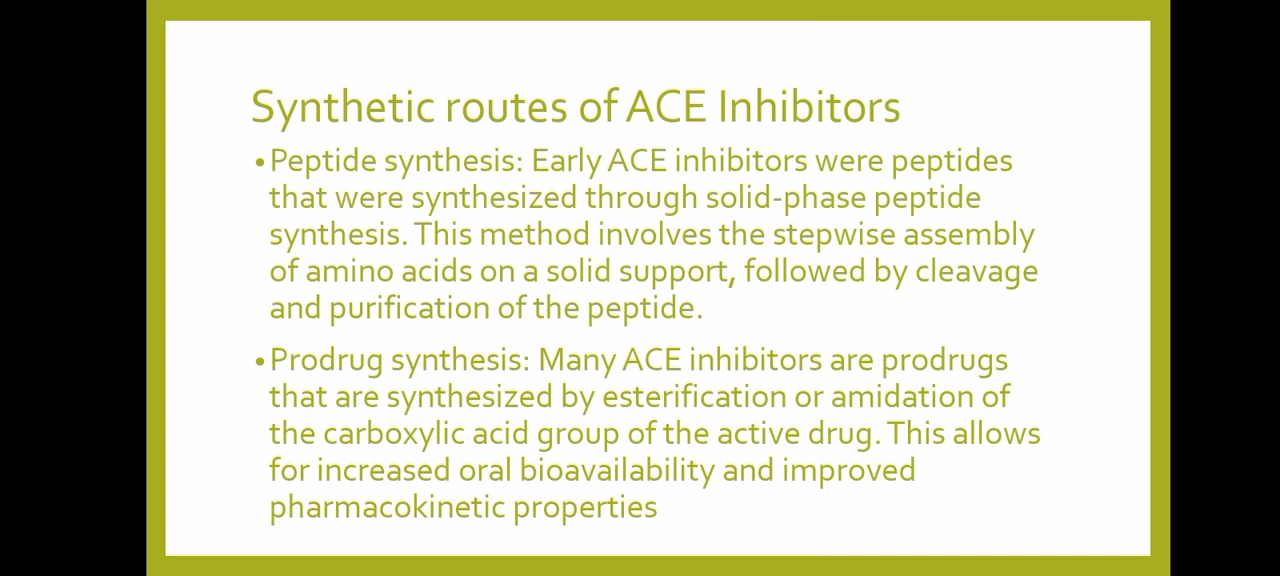 Synthetic routes of ACE Inhibitors
• Peptide synthesis: Early ACE inhibitors were peptides
that were synthesized through solid-phase peptide
synthesis. This method involves the stepwise assembly
of amino acids on a solid support, followed by cleavage
and purification of the peptide.
• Prodrug synthesis: Many ACE inhibitors are prodrugs
that are synthesized by esterification or amidation of
the carboxylic acid group of the active drug. This allows
for increased oral bioavailability and improved
pharmacokinetic properties